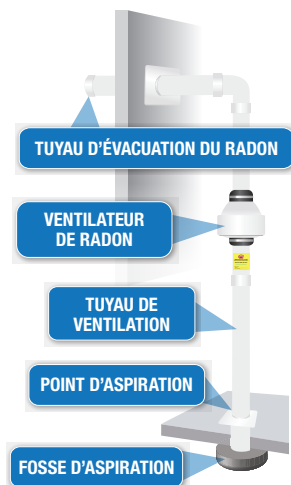 TUYAU D'ÉVACUATION DU RADON
VENTILATEUR
DE RADON
TUYAU DE
VENTILATION
POINT D'ASPIRATION
FOSSE D'ASPIRATION